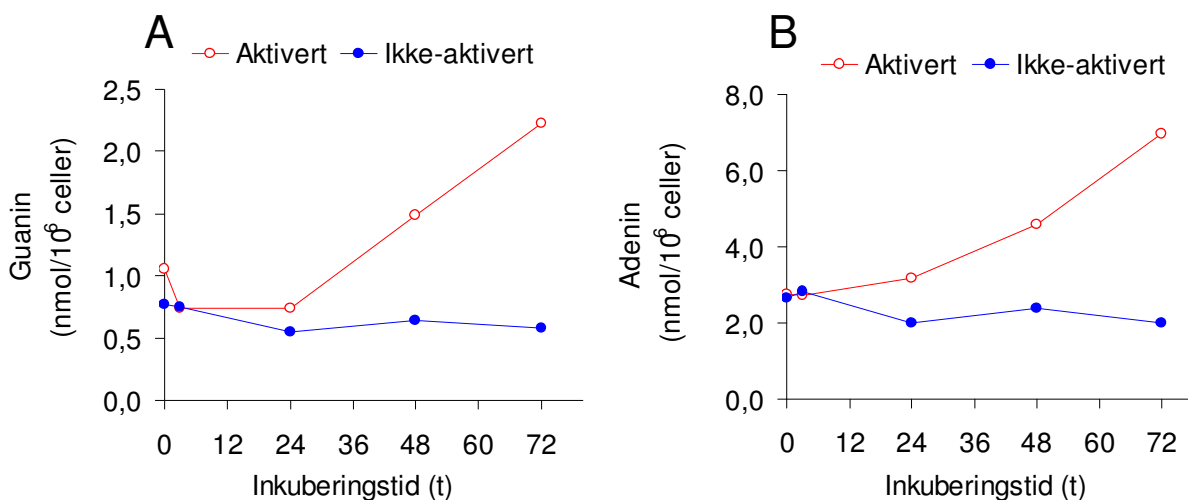 A
Aktivert Ikke-aktivert
Guanin
(nmol/10⁶ celler)
2,5
2,0
1,5
1,0
0,5
0,0
0 12 24 36 48 60 72
Inkuberingstid (t)
B
Aktivert Ikke-aktivert
Adenin
(nmol/10⁶ celler)
8,0
6,0
4,0
2,0
0,0
0 12 24 36 48 60 72
Inkuberingstid (t)